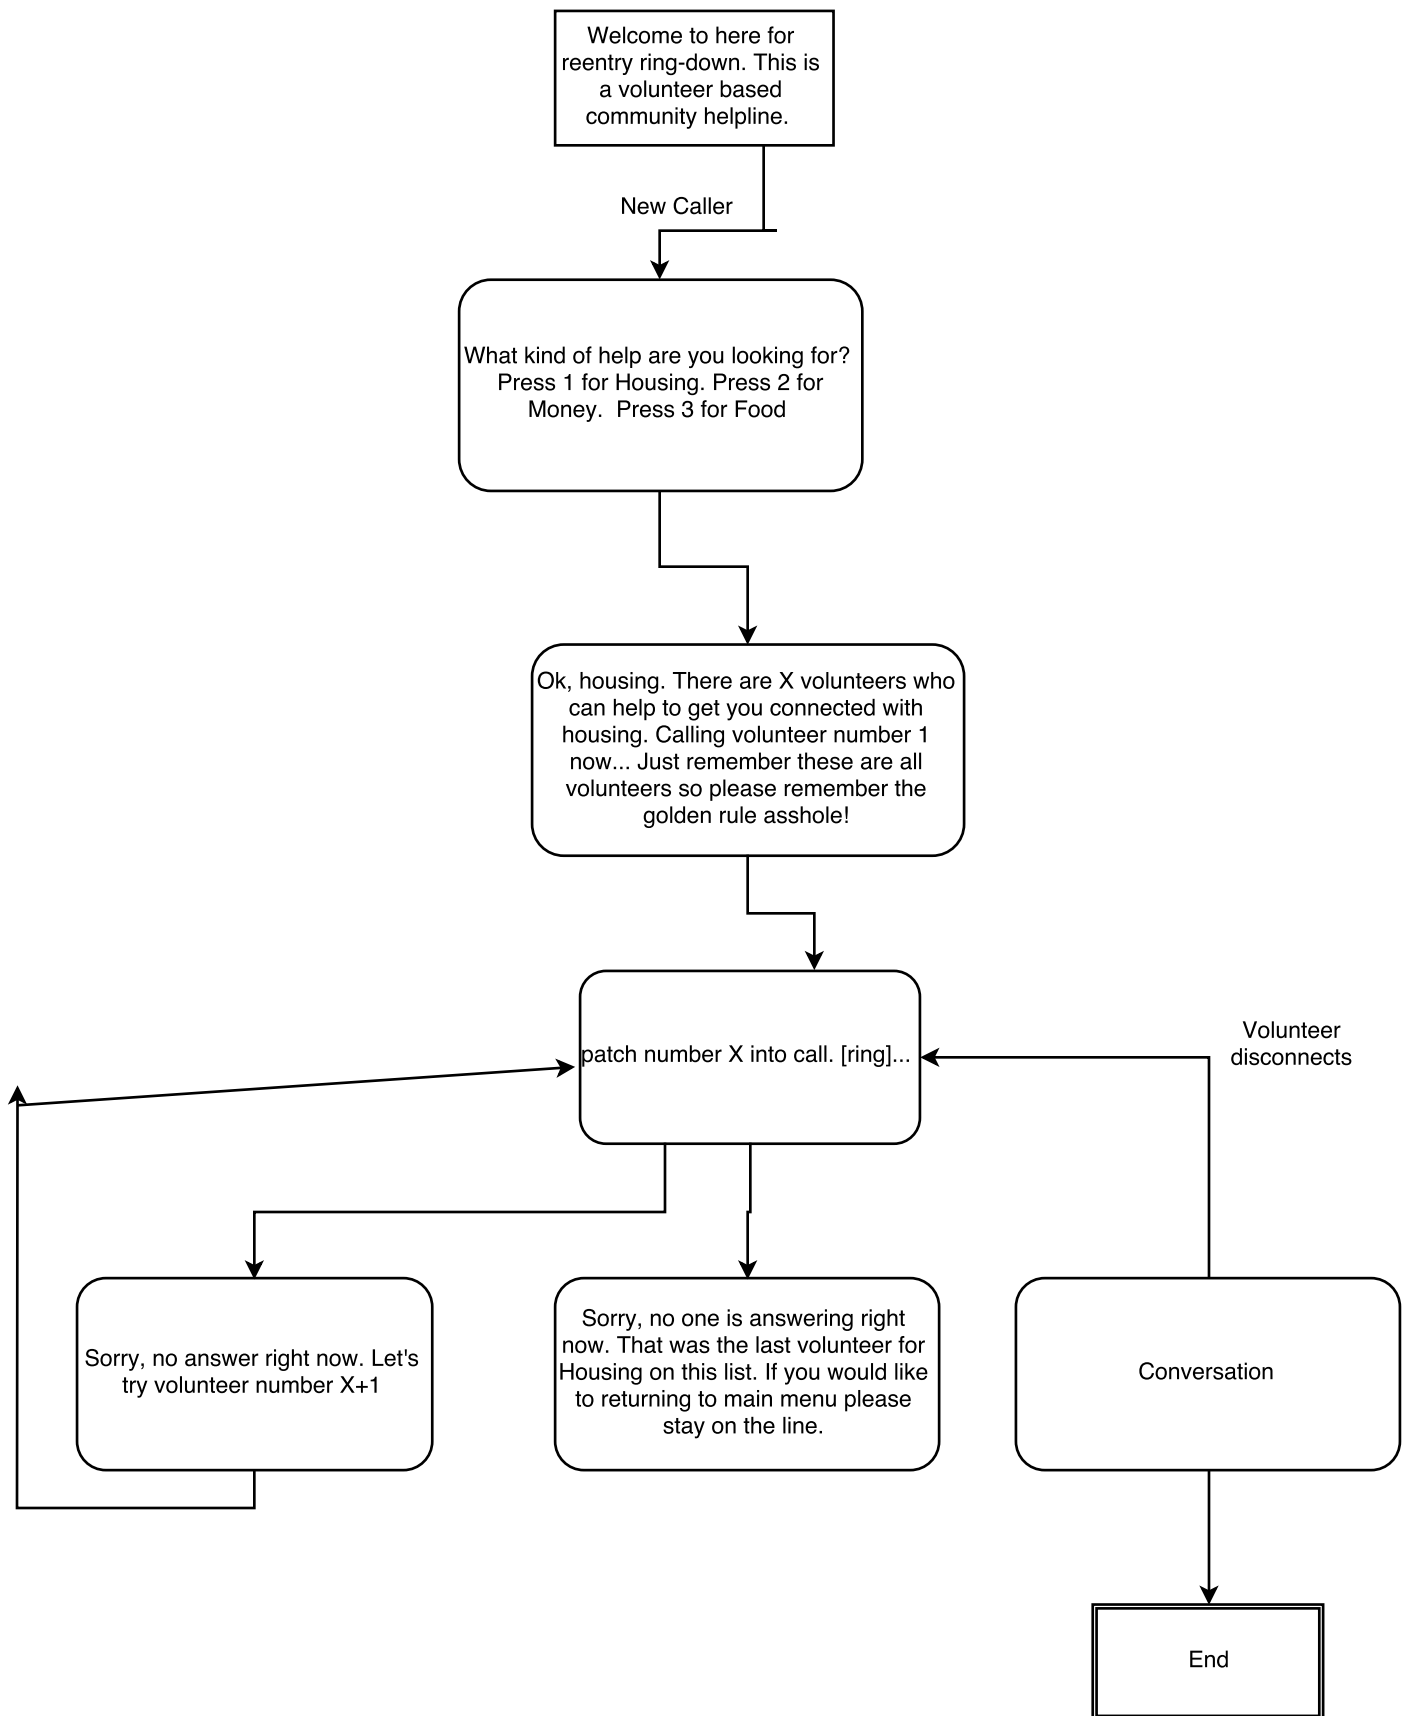 Welcome to here for
reentry ring-down. This is
a volunteer based
community helpline.
New Caller
What kind of help are you looking for?
Press 1 for Housing. Press 2 for
Money.  Press 3 for Food
Ok, housing. There are X volunteers who
can help to get you connected with
housing. Calling volunteer number 1
now... Just remember these are all
volunteers so please remember the
golden rule asshole!
patch number X into call. [ring]...
Volunteer
disconnects
Sorry, no answer right now. Let's
try volunteer number X+1
Sorry, no one is answering right
now. That was the last volunteer for
Housing on this list. If you would like
to returning to main menu please
stay on the line.
Conversation
End